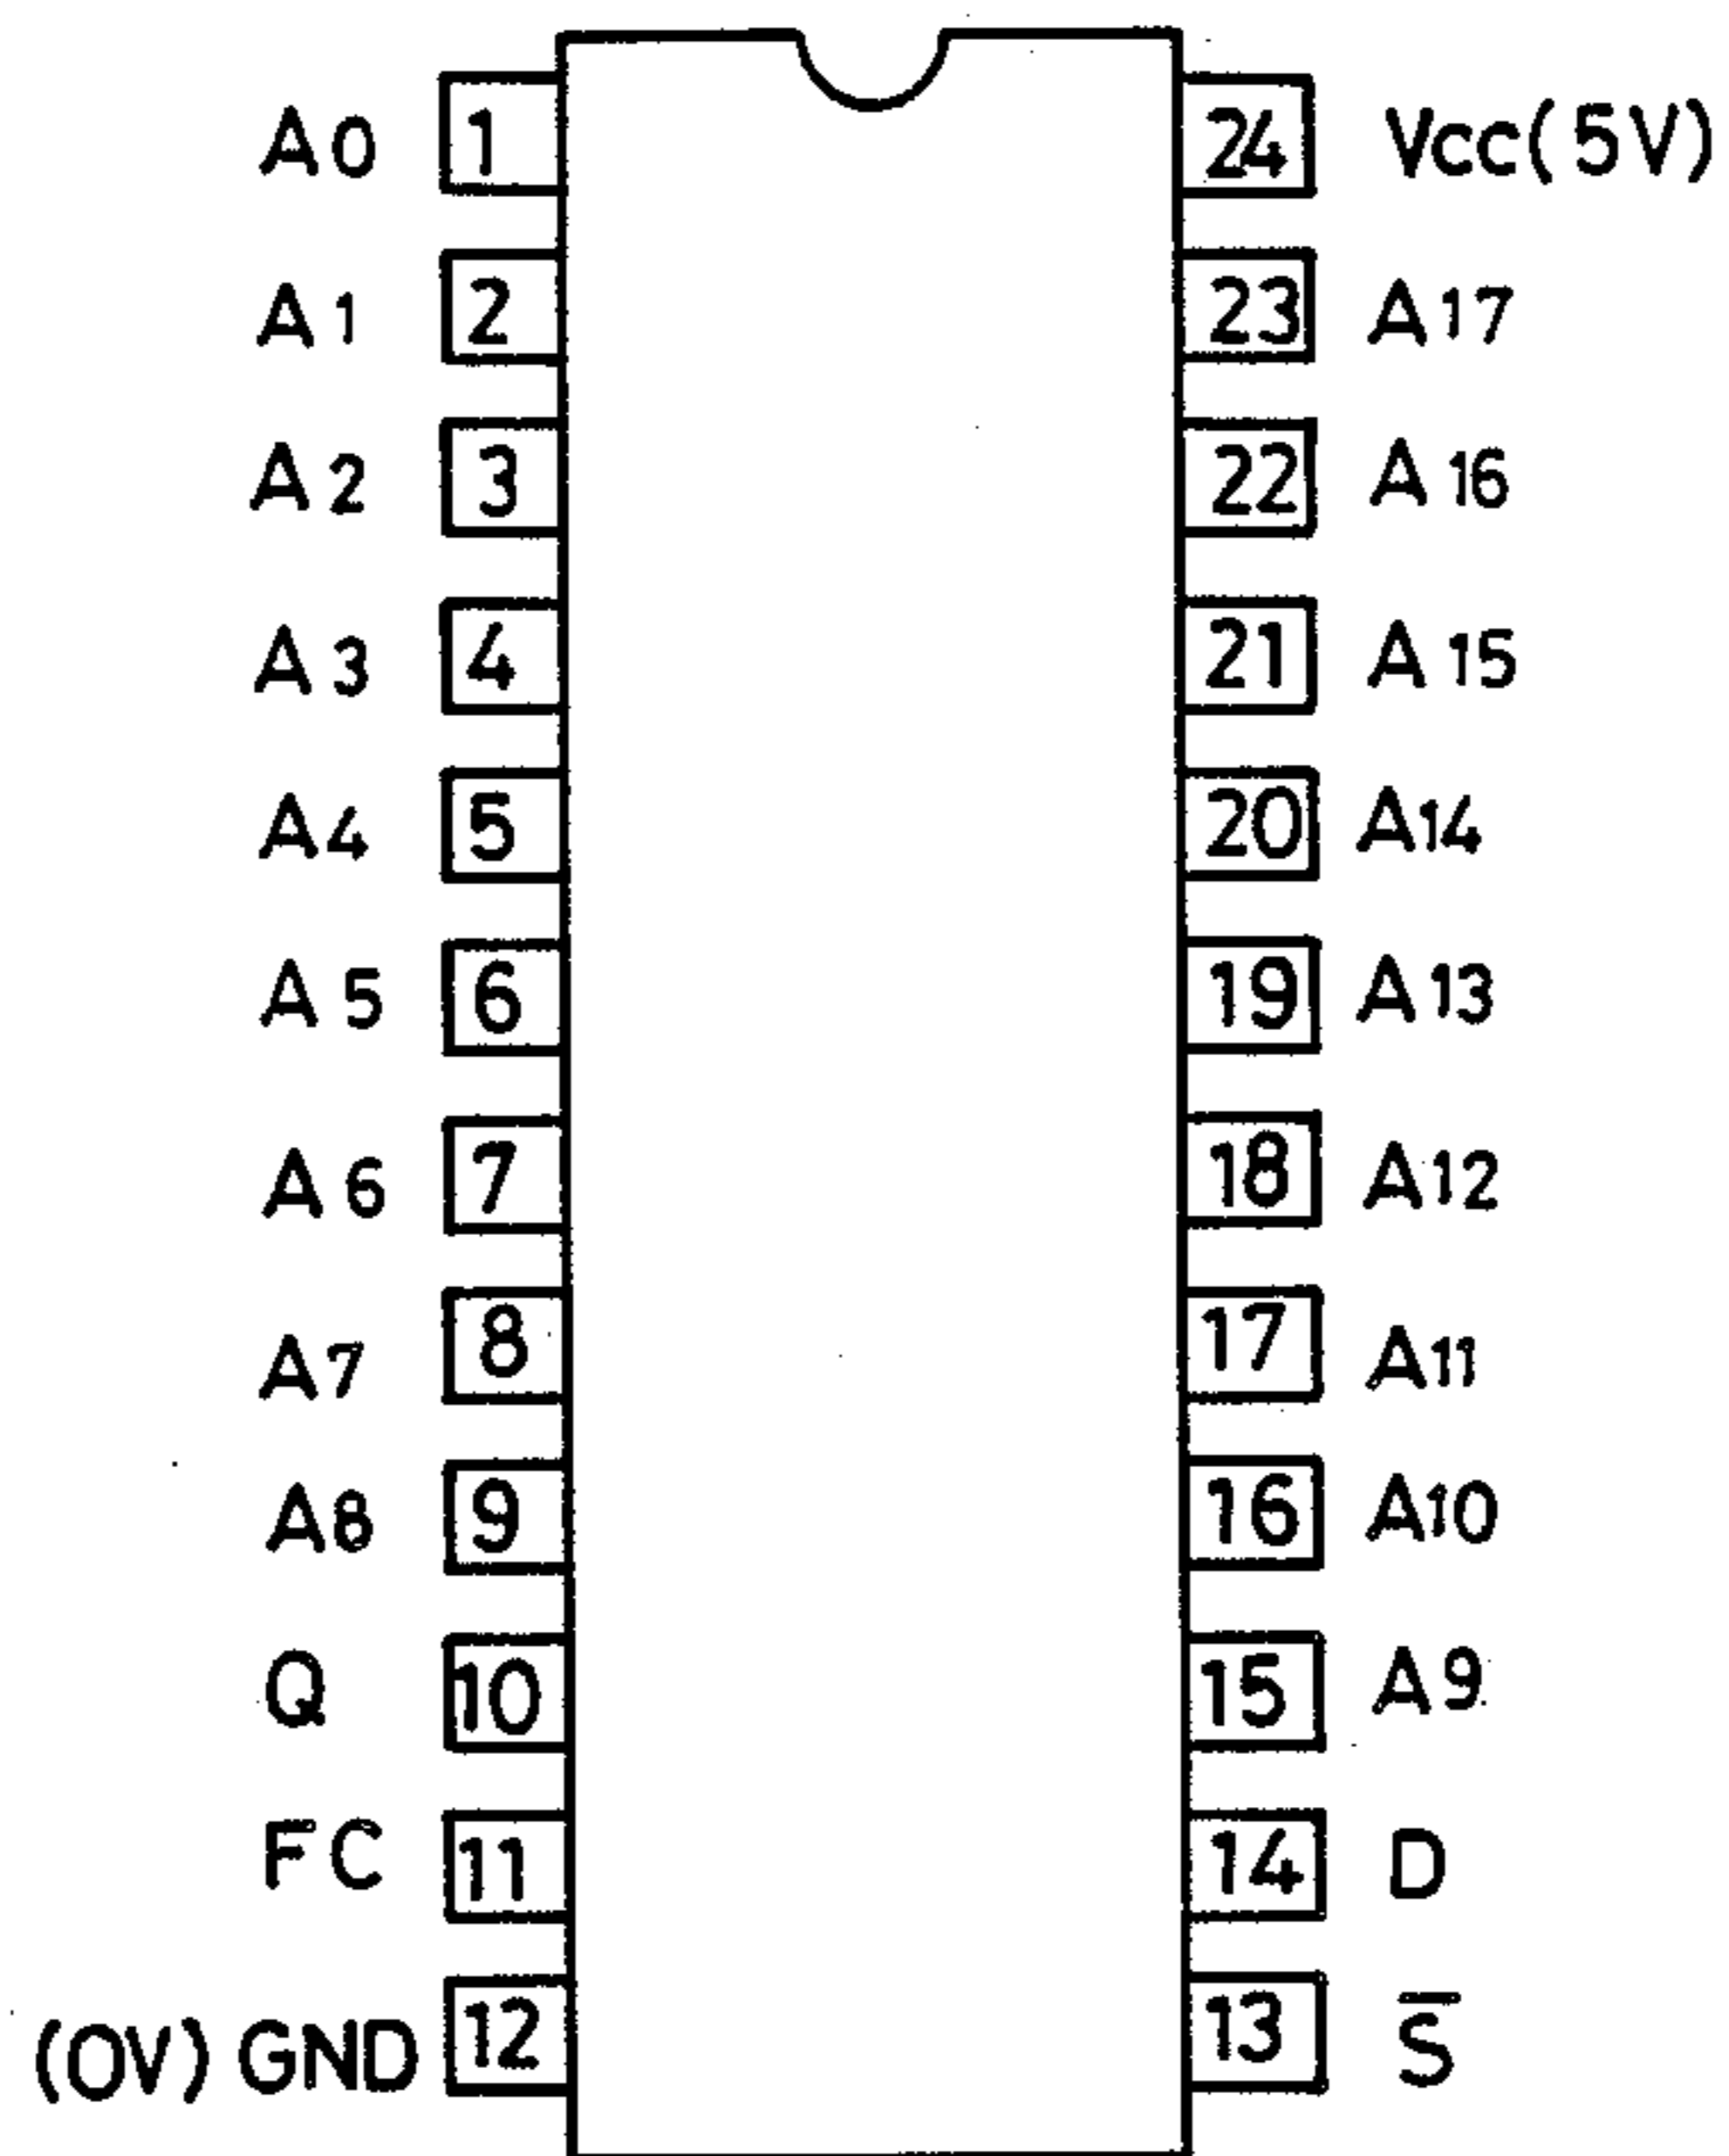 A0 1 24 Vcc(5V)
A1 2 23 A17
A2 3 22 A16
A3 4 21 A15
A4 5 20 A14
A5 6 19 A13
A6 7 18 A12
A7 8 17 A11
A8 9 16 A10
Q 10 15 A9
FC 11 14 D
(0V) GND 12 13 S̅